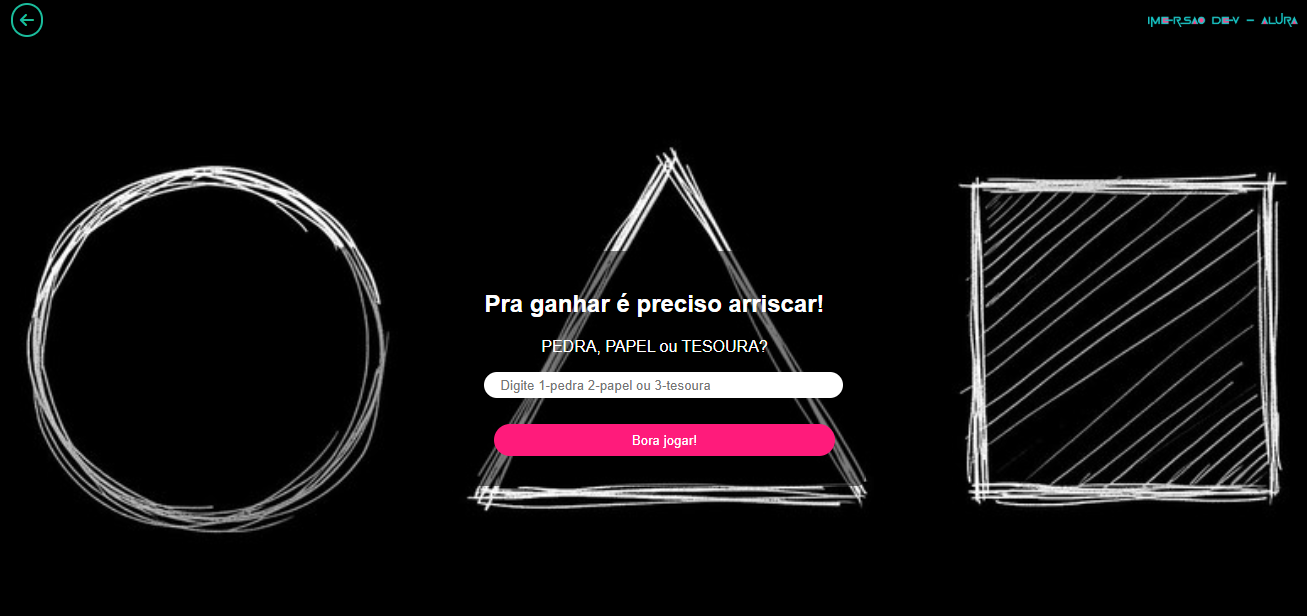 IMERSAO DEV - ALURA
Pra ganhar é preciso arriscar!
PEDRA, PAPEL ou TESOURA?
Digite 1-pedra 2-papel ou 3-tesoura
Bora jogar!